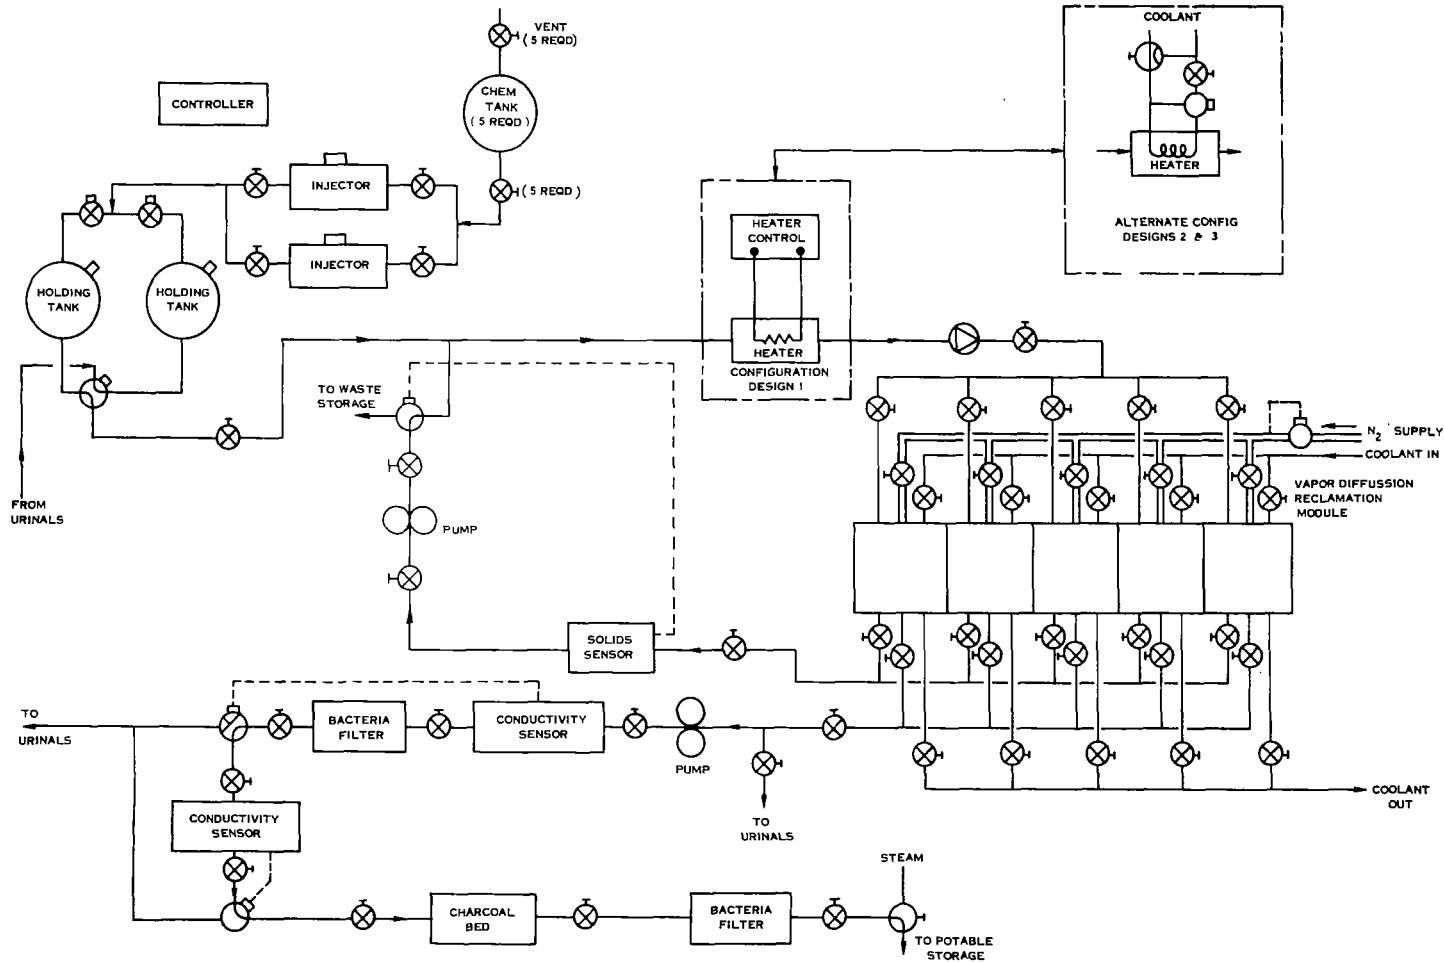 VENT
(5 REQD)
COOLANT
CONTROLLER
CHEM
TANK
(5 REQD)
INJECTOR
(5 REQD)
HEATER
ALTERNATE CONFIG
DESIGNS 2 & 3
HEATER
CONTROL
INJECTOR
HOLDING
TANK
HOLDING
TANK
HEATER
CONFIGURATION
DESIGN 1
TO WASTE
STORAGE
N2 SUPPLY
COOLANT IN
VAPOR DIFFUSSION
RECLAMATION
MODULE
FROM
URINALS
PUMP
SOLIDS
SENSOR
TO
URINALS
BACTERIA
FILTER
CONDUCTIVITY
SENSOR
PUMP
COOLANT
OUT
CONDUCTIVITY
SENSOR
TO
URINALS
STEAM
CHARCOAL
BED
BACTERIA
FILTER
TO POTABLE
STORAGE